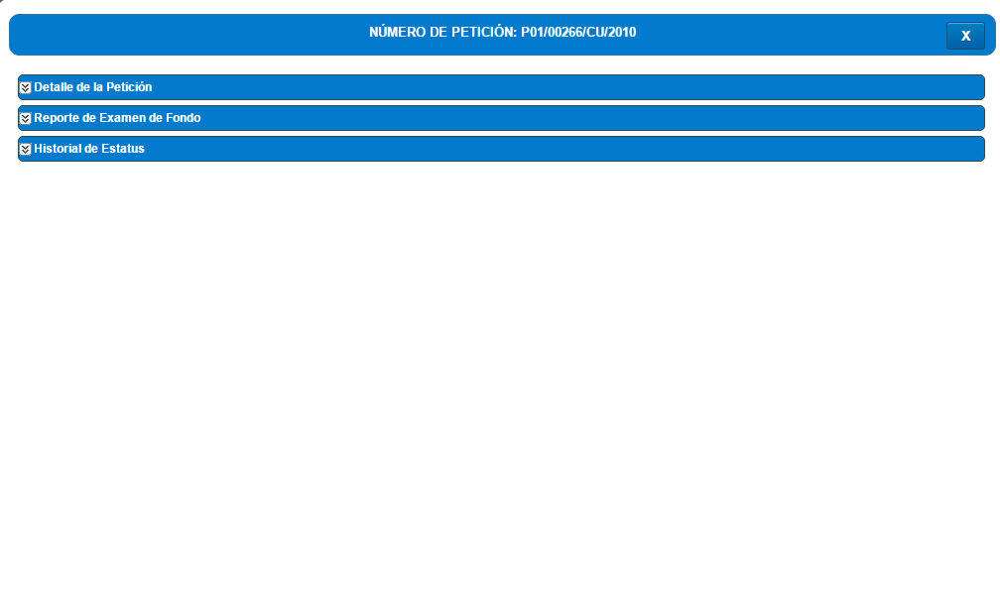 NÚMERO DE PETICIÓN: P01/00266/CU/2010
X
Detalle de la Petición
Reporte de Examen de Fondo
Historial de Estatus